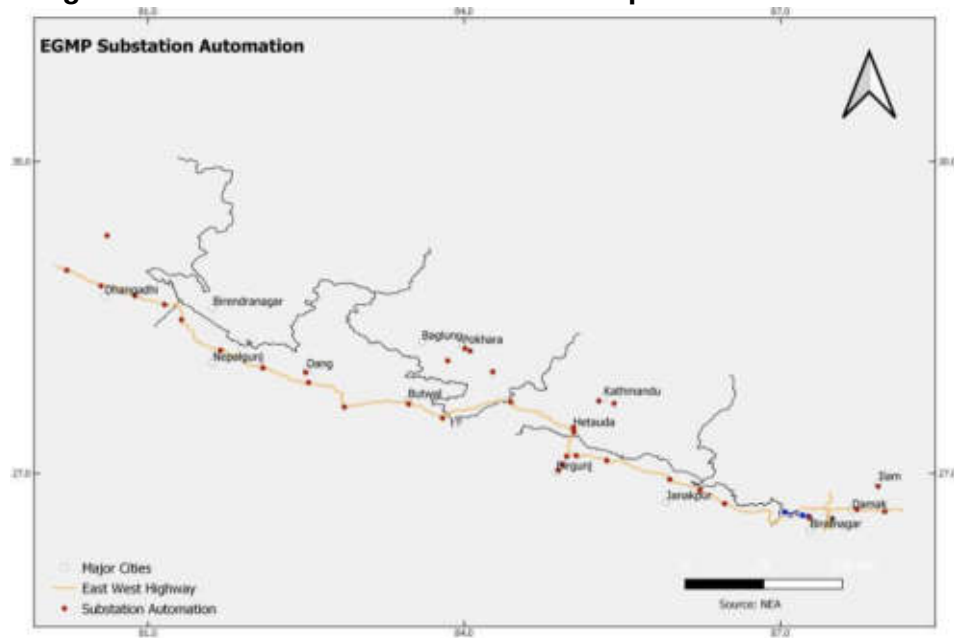 81.0 84.0 87.0
EGMP Substation Automation
30.0 30.0
Dhangadhi
Birendranagar
Baglung Pokhara
Nepalgunj
Dang
Butwal
Kathmandu
Hetauda
Birgunj
27.0 27.0
Ilam
Janakpur
Damak
Biratnagar
Major Cities
East West Highway
Substation Automation
Source: NEA
81.0 84.0 87.0